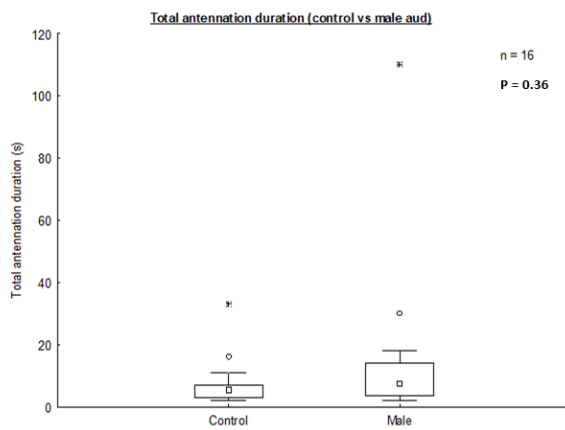 Total antennation duration (control vs male aud)
n = 16
P = 0.36
120
100
80
60
40
20
0
Total antennation duration (s)
Control Male